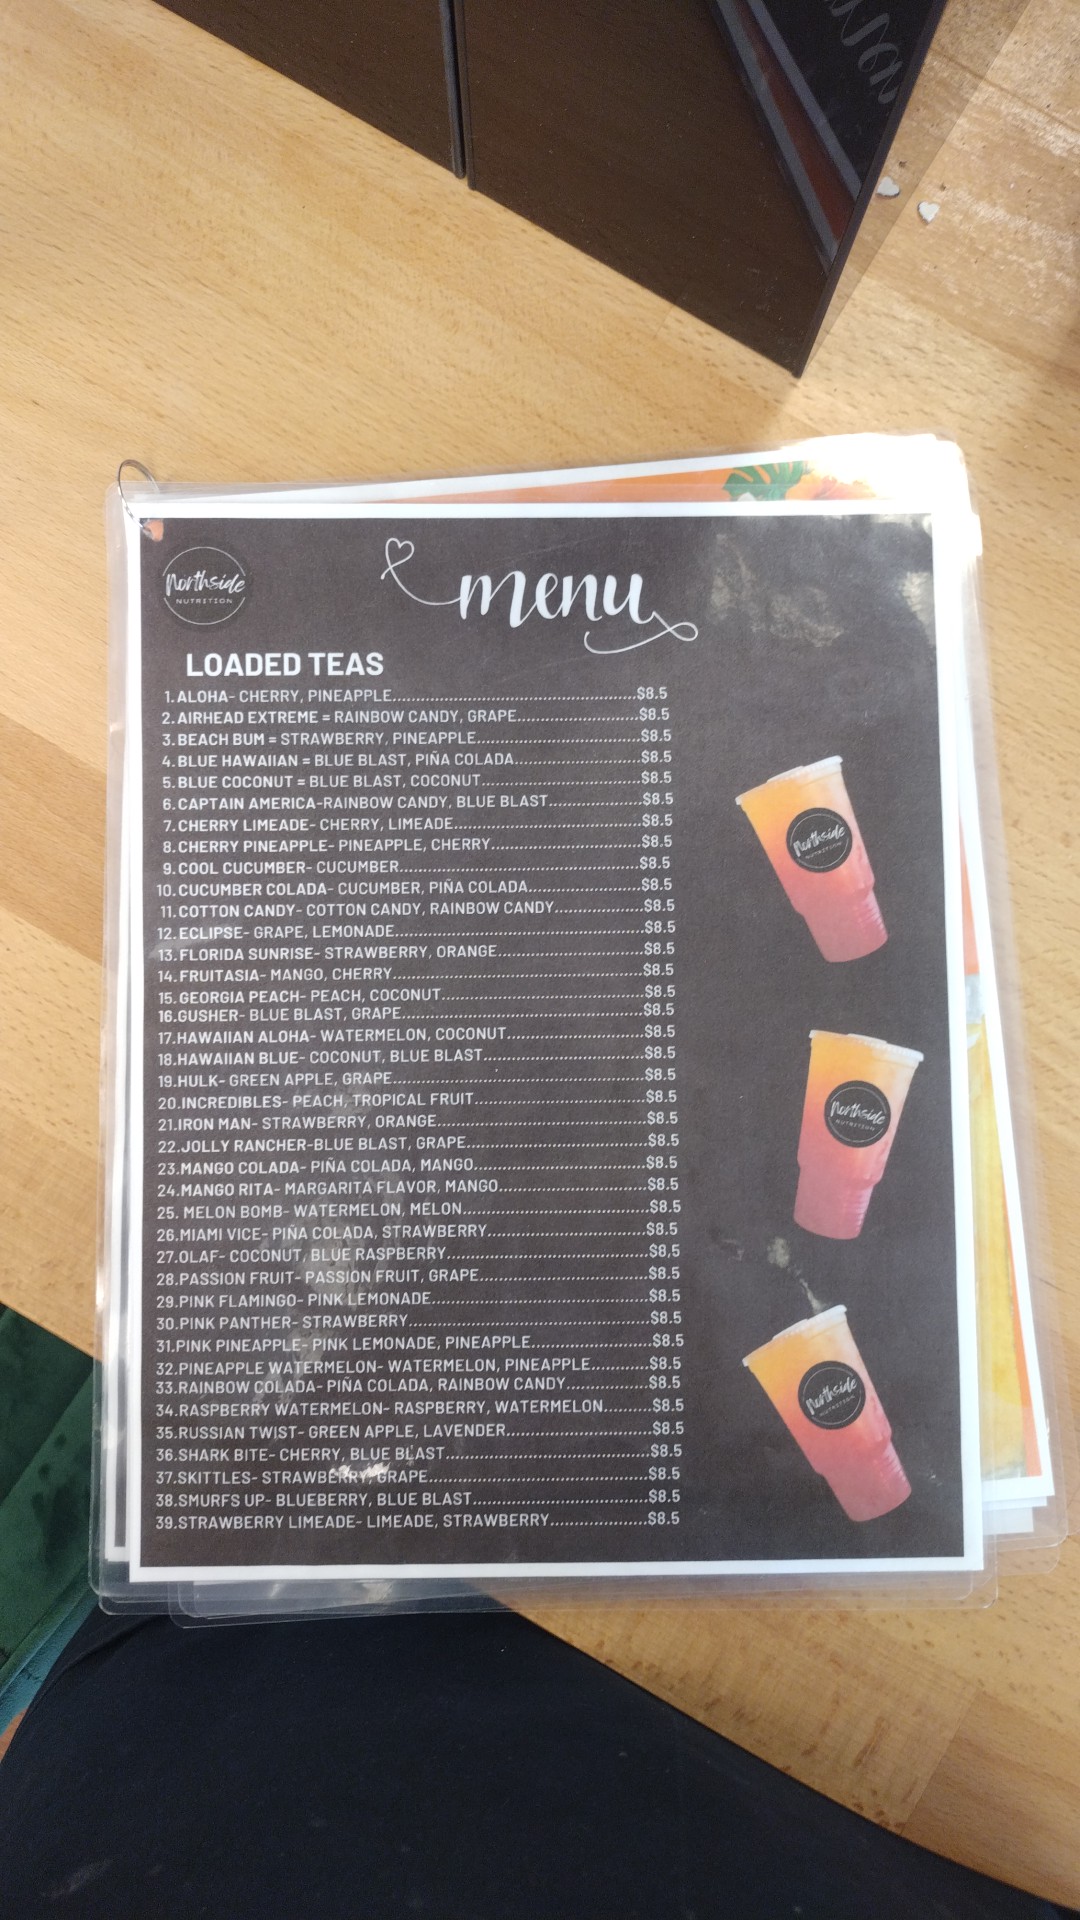 Northside
NUTRITION
menu
LOADED TEAS
1. ALOHA- CHERRY, PINEAPPLE...$8.5
2. AIRHEAD EXTREME = RAINBOW CANDY, GRAPE...$8.5
3. BEACH BUM = STRAWBERRY, PINEAPPLE...$8.5
4. BLUE HAWAIIAN = BLUE BLAST, PIÑA COLADA...$8.5
5. BLUE COCONUT = BLUE BLAST, COCONUT...$8.5
6. CAPTAIN AMERICA-RAINBOW CANDY, BLUE BLAST...$8.5
7. CHERRY LIMEADE- CHERRY, LIMEADE...$8.5
8. CHERRY PINEAPPLE- PINEAPPLE, CHERRY...$8.5
9. COOL CUCUMBER- CUCUMBER...$8.5
10. CUCUMBER COLADA- CUCUMBER, PIÑA COLADA...$8.5
11. COTTON CANDY- COTTON CANDY, RAINBOW CANDY...$8.5
12. ECLIPSE- GRAPE, LEMONADE...$8.5
13. FLORIDA SUNRISE- STRAWBERRY, ORANGE...$8.5
14. FRUITASIA- MANGO, CHERRY...$8.5
15. GEORGIA PEACH- PEACH, COCONUT...$8.5
16. GUSHER- BLUE BLAST, GRAPE...$8.5
17. HAWAIIAN ALOHA- WATERMELON, COCONUT...$8.5
18. HAWAIIAN BLUE- COCONUT, BLUE BLAST...$8.5
19. HULK- GREEN APPLE, GRAPE...$8.5
20. INCREDIBLES- PEACH, TROPICAL FRUIT...$8.5
21. IRON MAN- STRAWBERRY, ORANGE...$8.5
22. JOLLY RANCHER-BLUE BLAST, GRAPE...$8.5
23. MANGO COLADA- PIÑA COLADA, MANGO...$8.5
24. MANGO RITA- MARGARITA FLAVOR, MANGO...$8.5
25. MELON BOMB- WATERMELON, MELON...$8.5
26. MIAMI VICE- PIÑA COLADA, STRAWBERRY...$8.5
27. OLAF- COCONUT, BLUE RASPBERRY...$8,5
28. PASSION FRUIT- PASSION FRUIT, GRAPE...$8.5
29. PINK FLAMINGO- PINK LEMONADE...$8.5
30. PINK PANTHER- STRAWBERRY...$8.5
31. PINK PINEAPPLE- PINK LEMONADE, PINEAPPLE...$8.5
32. PINEAPPLE WATERMELON- WATERMELON, PINEAPPLE...$8.5
33. RAINBOW COLADA- PIÑA COLADA, RAINBOW CANDY...$8.5
34. RASPBERRY WATERMELON- RASPBERRY, WATERMELON...$8.5
35. RUSSIAN TWIST- GREEN APPLE, LAVENDER...$8.5
36. SHARK BITE- CHERRY, BLUE BLAST...$8.5
37. SKITTLES- STRAWBERRY, GRAPE...$8.5
38. SMURFS UP- BLUEBERRY, BLUE BLAST...$8.5
39. STRAWBERRY LIMEADE- LIMEADE, STRAWBERRY...$8.5
Northside
NUTRITION
Northside
NUTRITION
Northside
NUTRITION